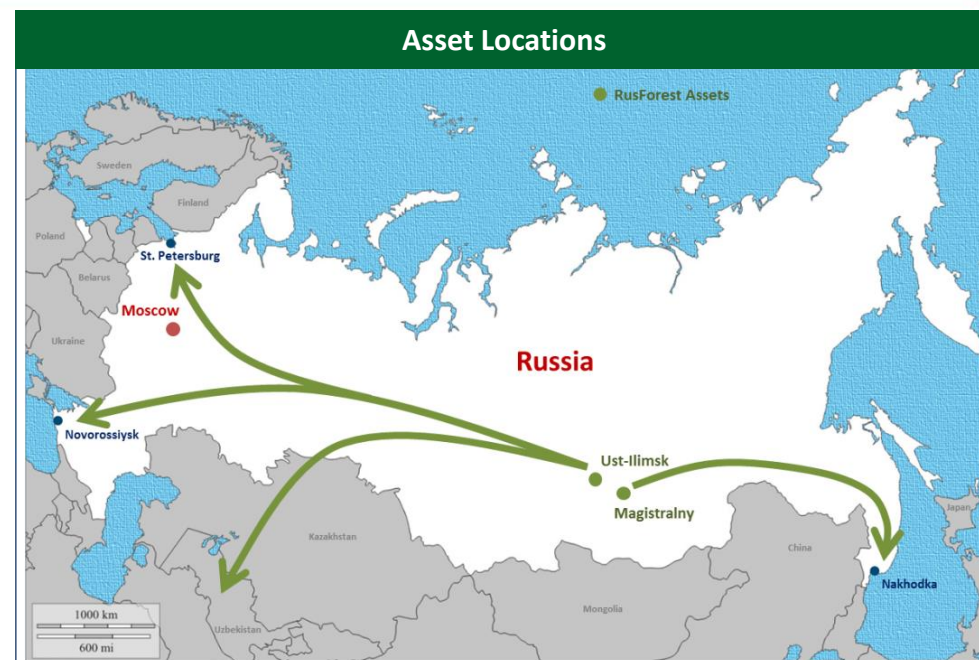 Asset Locations
RusForest Assets
Sweden
Finland
Poland
St. Petersburg
Belarus
Moscow
Ukraine
Russia
Novorossiysk
Ust-Ilimsk
Magistralny
Japan
Kazakhstan
China
Nakhodka
Mongolia
1000 km
Uzbekistan
600 mi